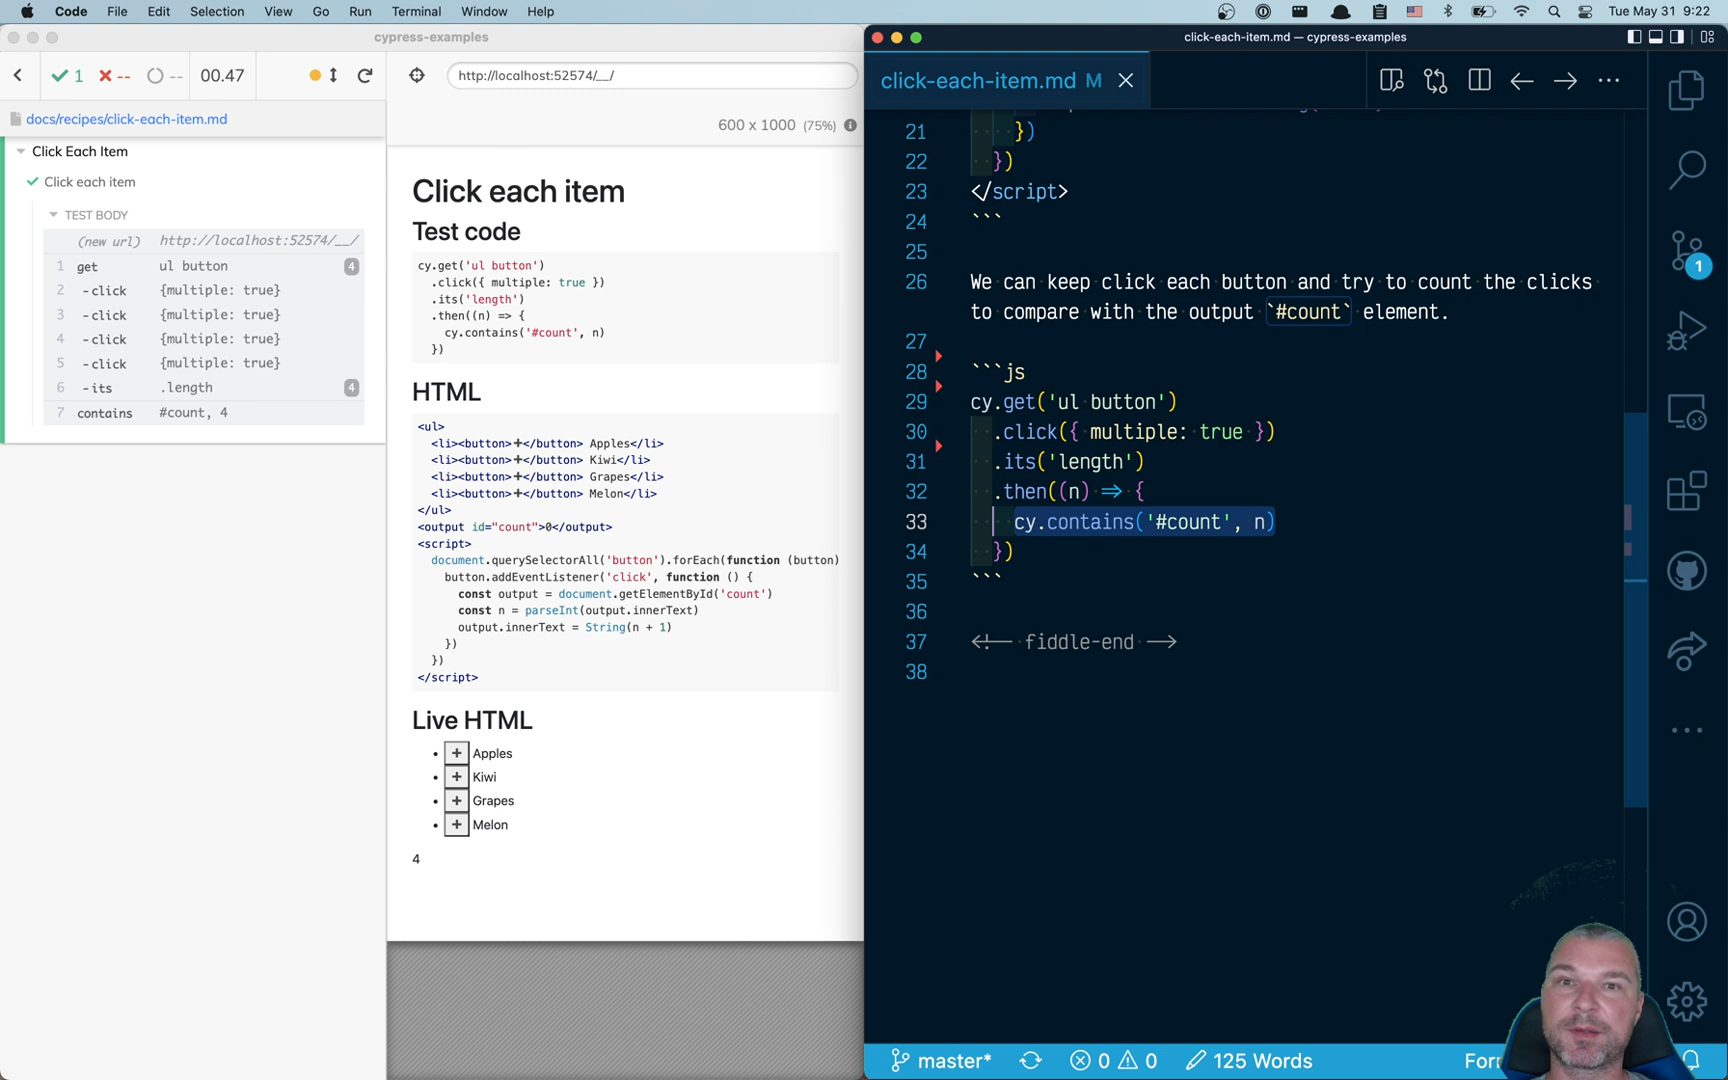 Code File Edit Selection View Go Run Terminal Window Help
Tue May 31 9:22
cypress-examples
1 -- -- 00.47
http://localhost:52574/__/
docs/recipes/click-each-item.md
600 x 1000 (75%)
Click Each Item
Click each item
TEST BODY
(new url) http://localhost:52574/__/
1 get ul button 4
2 -click {multiple: true}
3 -click {multiple: true}
4 -click {multiple: true}
5 -click {multiple: true}
6 -its .length 4
7 contains #count, 4
Click each item
Test code
cy.get('ul button')
.click({ multiple: true })
.its('length')
.then((n) => {
cy.contains('#count', n)
})
HTML
<ul>
<li><button>+</button> Apples</li>
<li><button>+</button> Kiwi</li>
<li><button>+</button> Grapes</li>
<li><button>+</button> Melon</li>
</ul>
<output id="count">0</output>
<script>
document.querySelectorAll('button').forEach(function (button)
button.addEventListener('click', function () {
const output = document.getElementById('count')
const n = parseInt(output.innerText)
output.innerText = String(n + 1)
})
})
</script>
Live HTML
+ Apples
+ Kiwi
+ Grapes
+ Melon
4
click-each-item.md — cypress-examples
click-each-item.md M
21 })
22 })
23 </script>
24 ```
25
26 We can keep click each button and try to count the clicks
to compare with the output `#count` element.
27
28 ```js
29 cy.get('ul button')
30 .click({ multiple: true })
31 .its('length')
32 .then((n) => {
33 cy.contains('#count', n)
34 })
35 ```
36
37 <!-- fiddle-end -->
38
1
master* 0 0 125 Words